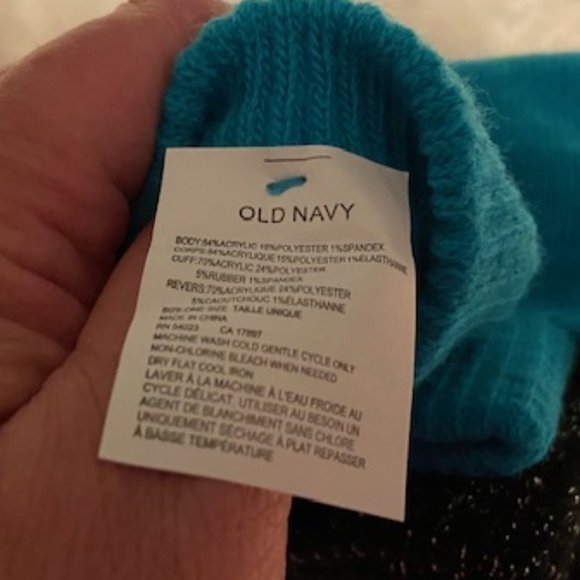 OLD NAVY
BODY:84%ACRYLIC 15%POLYESTER 1%SPANDEX
CORPS:84%ACRYLIQUE 15%POLYESTER 1%ÉLASTHANNE
CUFF:70%ACRYLIC 24%POLYESTER
5%RUBBER 1%SPANDEX
REVERS:70%ACRYLIQUE 24%POLYESTER
5%CAOUTCHOUC 1%ÉLASTHANNE
SIZE:ONE SIZE TAILLE UNIQUE
MADE IN CHINA
RN 54023 CA 17897
MACHINE WASH COLD GENTLE CYCLE ONLY
NON-CHLORINE BLEACH WHEN NEEDED
DRY FLAT COOL IRON
LAVER À LA MACHINE À L'EAU FROIDE AU
CYCLE DÉLICAT. UTILISER AU BESOIN UN
AGENT DE BLANCHIMENT SANS CHLORE
UNIQUEMENT SÉCHAGE À PLAT REPASSER
À BASSE TEMPÉRATURE